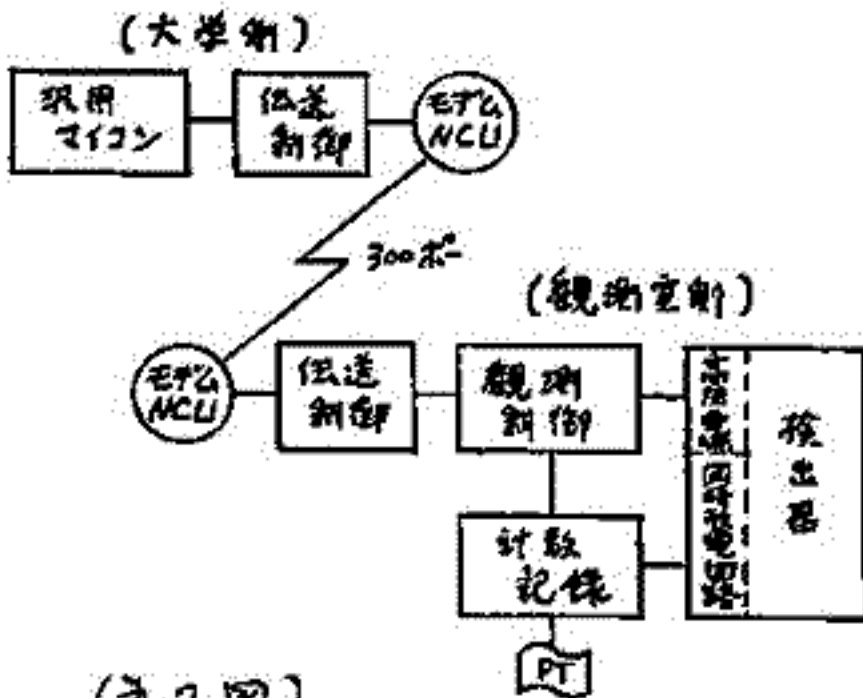 (大学側)
汎用
マイコン
伝送
制御
モデム
NCU
300ボー
(観測室側)
モデム
NCU
伝送
制御
観測
制御
高圧電源
同時放電回路
検出器
計数
記録
PT